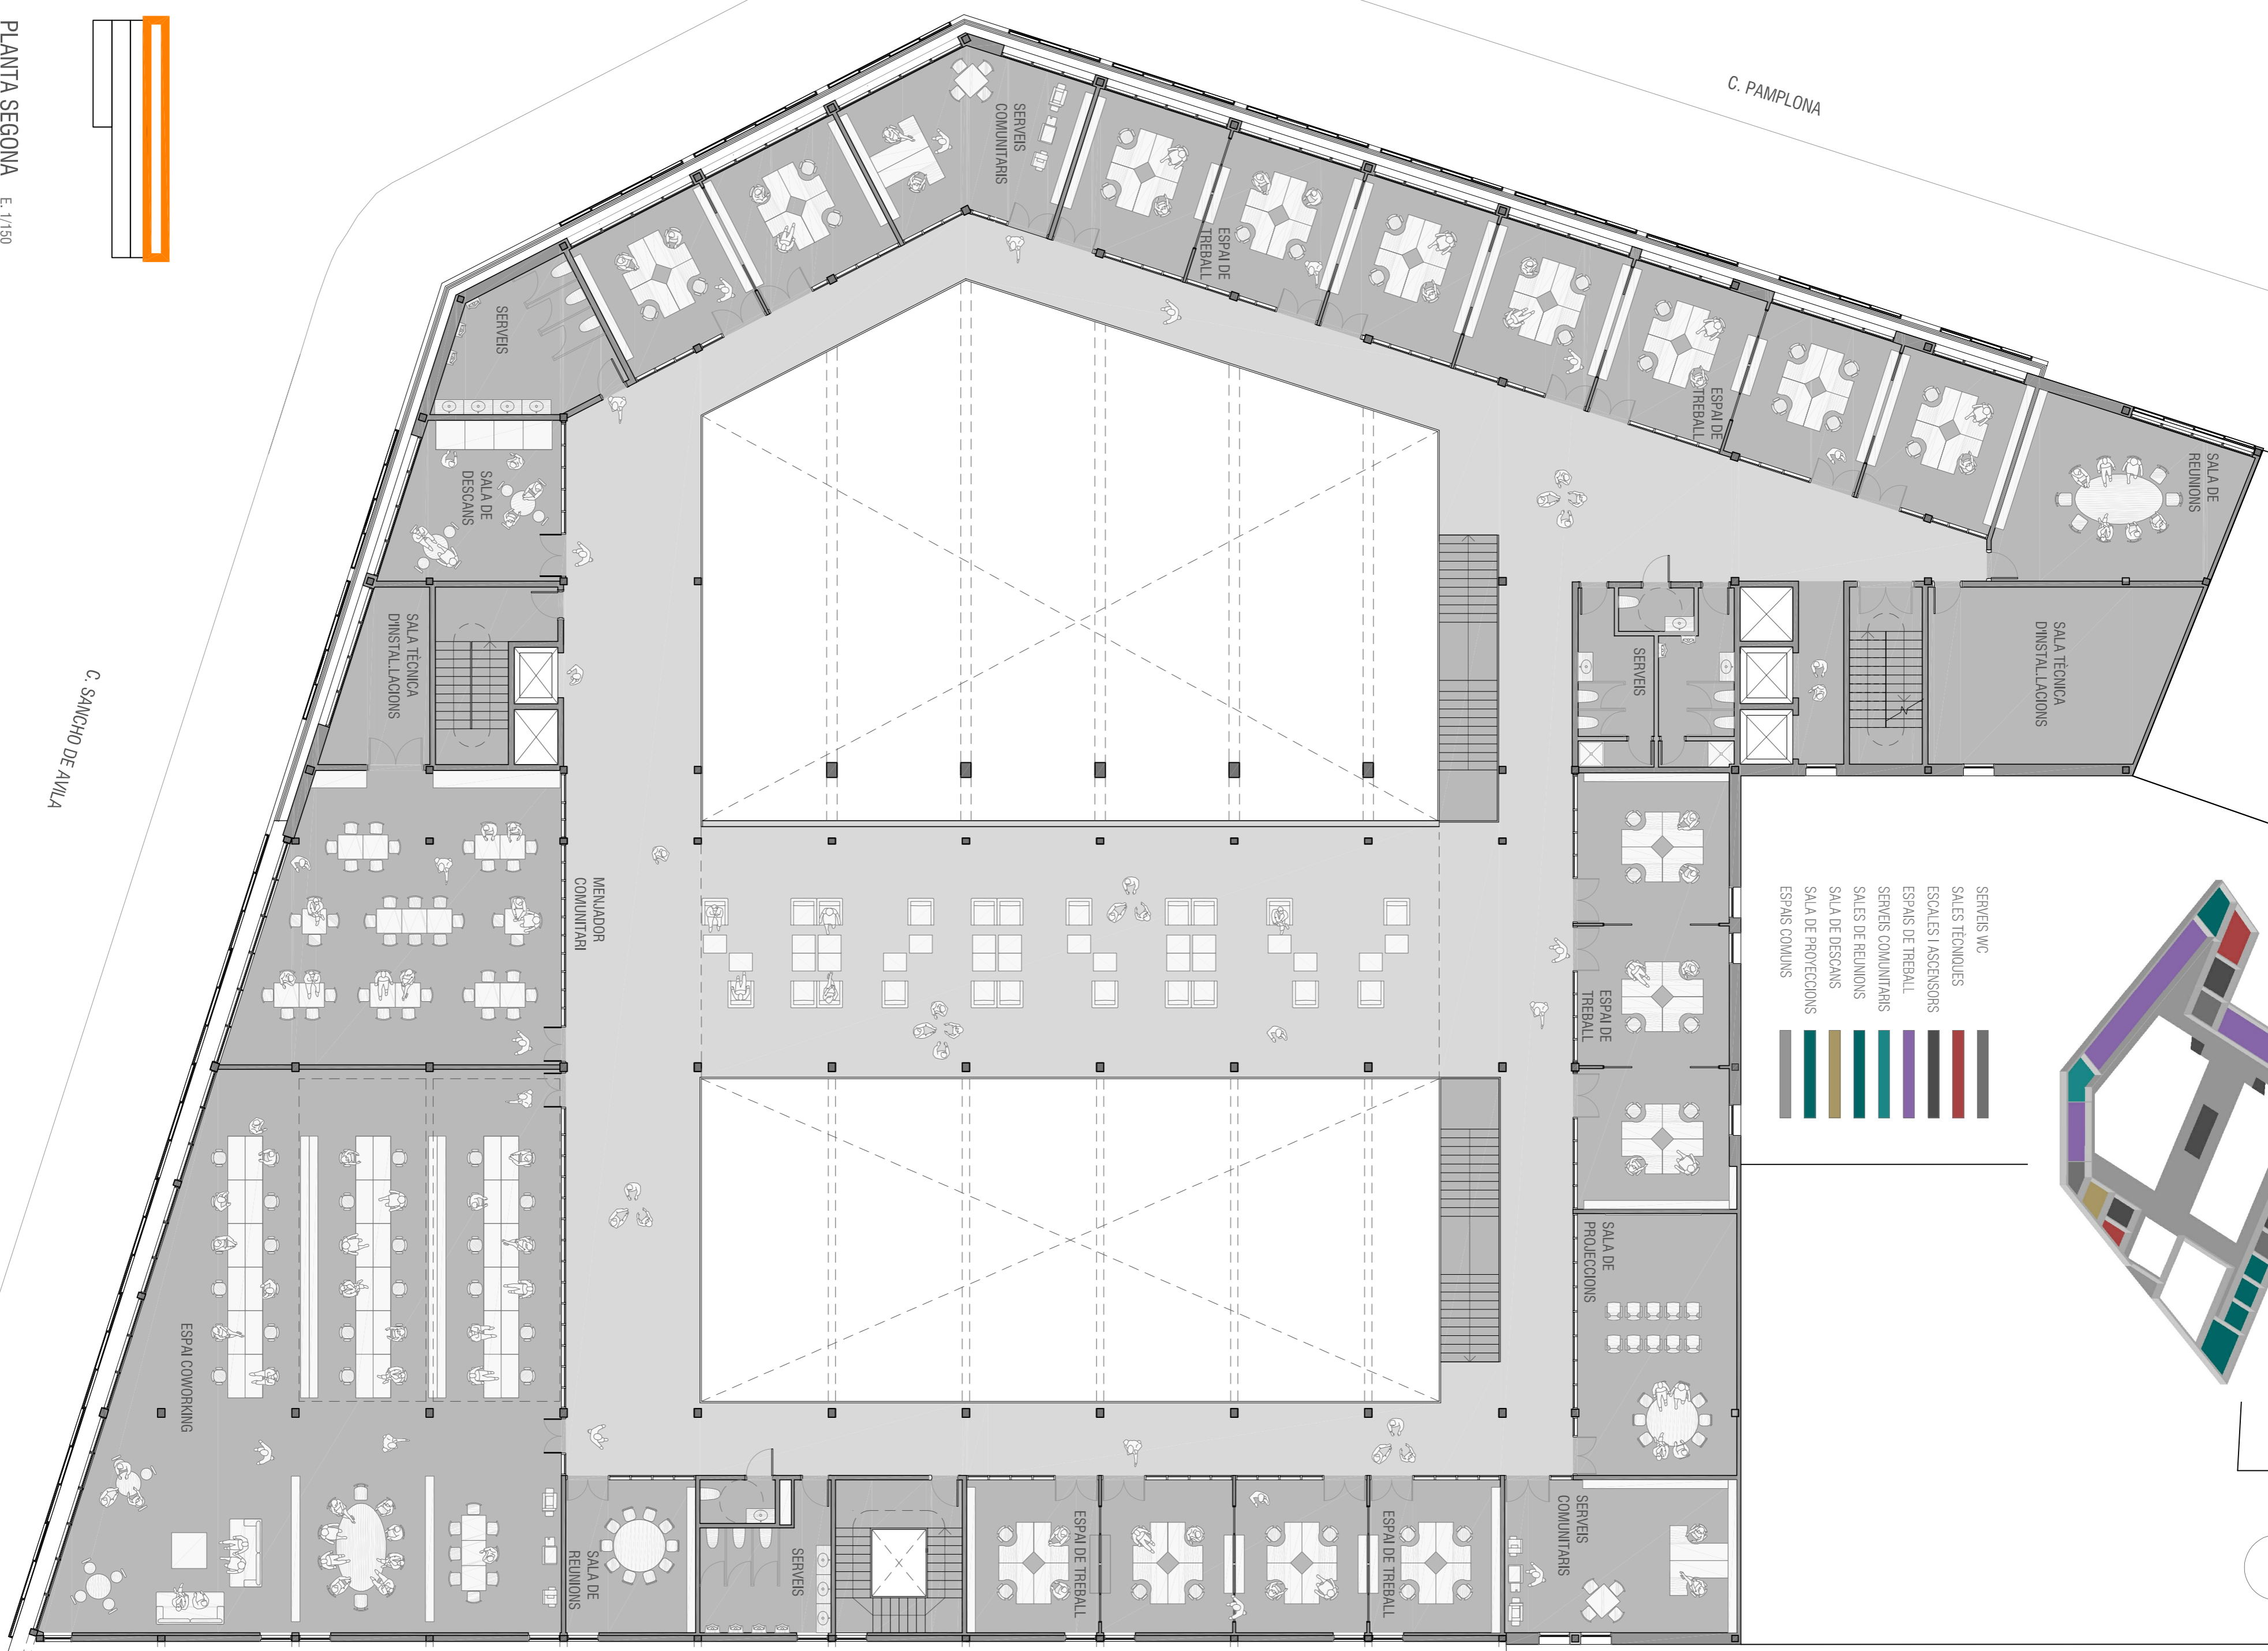 PLANTA SEGONA E. 1/150
C. PAMPLONA
C. SANCHO DE AVILA
SERVEIS
COMUNITARIS
ESPAI DE
TREBALL
ESPAI DE
TREBALL
SALA DE
REUNIONS
SERVEIS
SALA DE
DESCANS
SALA TÈCNICA
D'INSTAL.LACIONS
SERVEIS
SALA TÈCNICA
D'INSTAL.LACIONS
MENJADOR
COMUNITARI
ESPAI DE
TREBALL
SALA DE
PROJECCIONS
ESPAI COWORKING
SALA DE
REUNIONS
SERVEIS
ESPAI DE TREBALL
ESPAI DE TREBALL
SERVEIS
COMUNITARIS
SERVEIS WC
SALES TÈCNIQUES
ESCALES I ASCENSORS
ESPAIS DE TREBALL
SERVEIS COMUNITARIS
SALES DE REUNIONS
SALA DE DESCANS
SALA DE PROYECCIONS
ESPAIS COMUNS